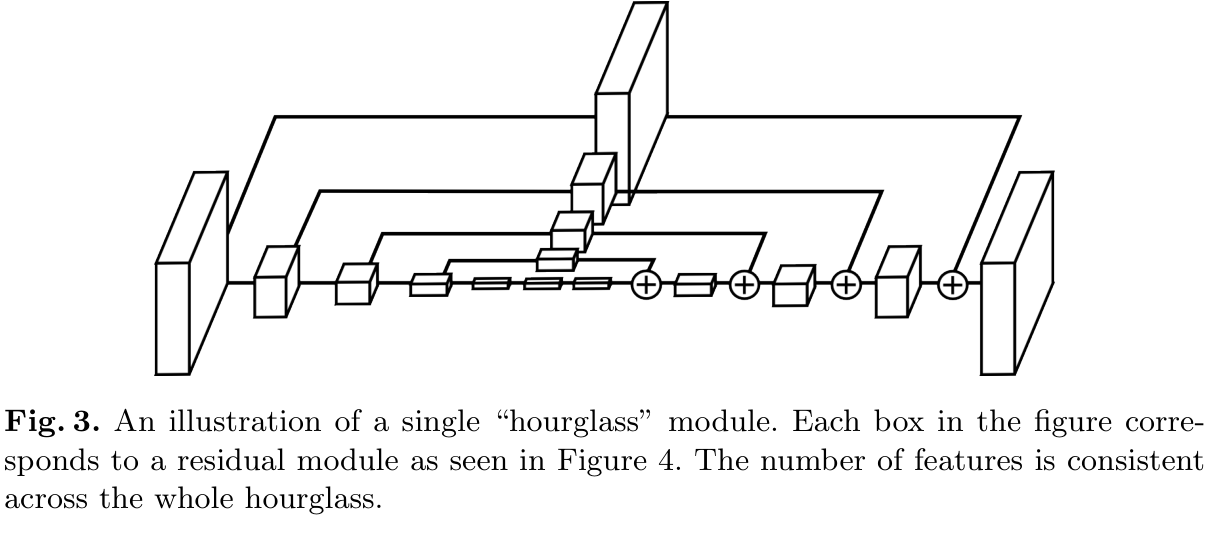 Fig. 3. An illustration of a single “hourglass” module. Each box in the figure corre-
sponds to a residual module as seen in Figure 4. The number of features is consistent
across the whole hourglass.